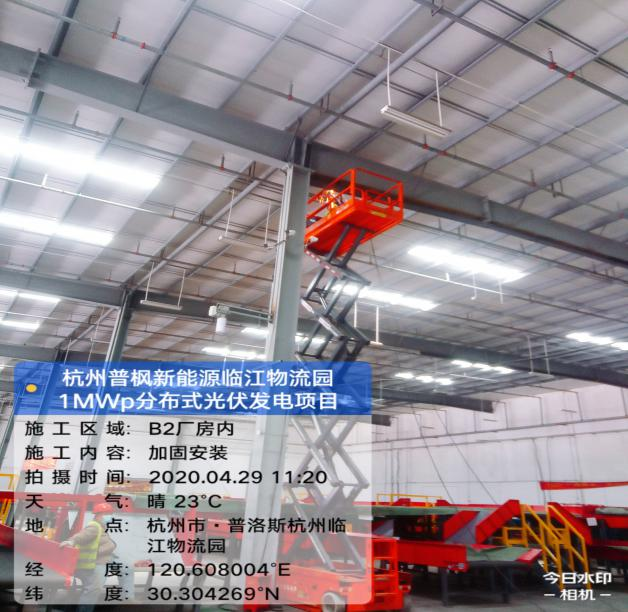 杭州普枫新能源临江物流园
1MWp分布式光伏发电项目
施工区域: B2厂房内
施工内容: 加固安装
拍摄时间: 2020.04.29 11:20
天气: 晴 23°C
地点: 杭州市·普洛斯杭州临
江物流园
经度: 120.608004°E
纬度: 30.304269°N
今日水印
-相机-